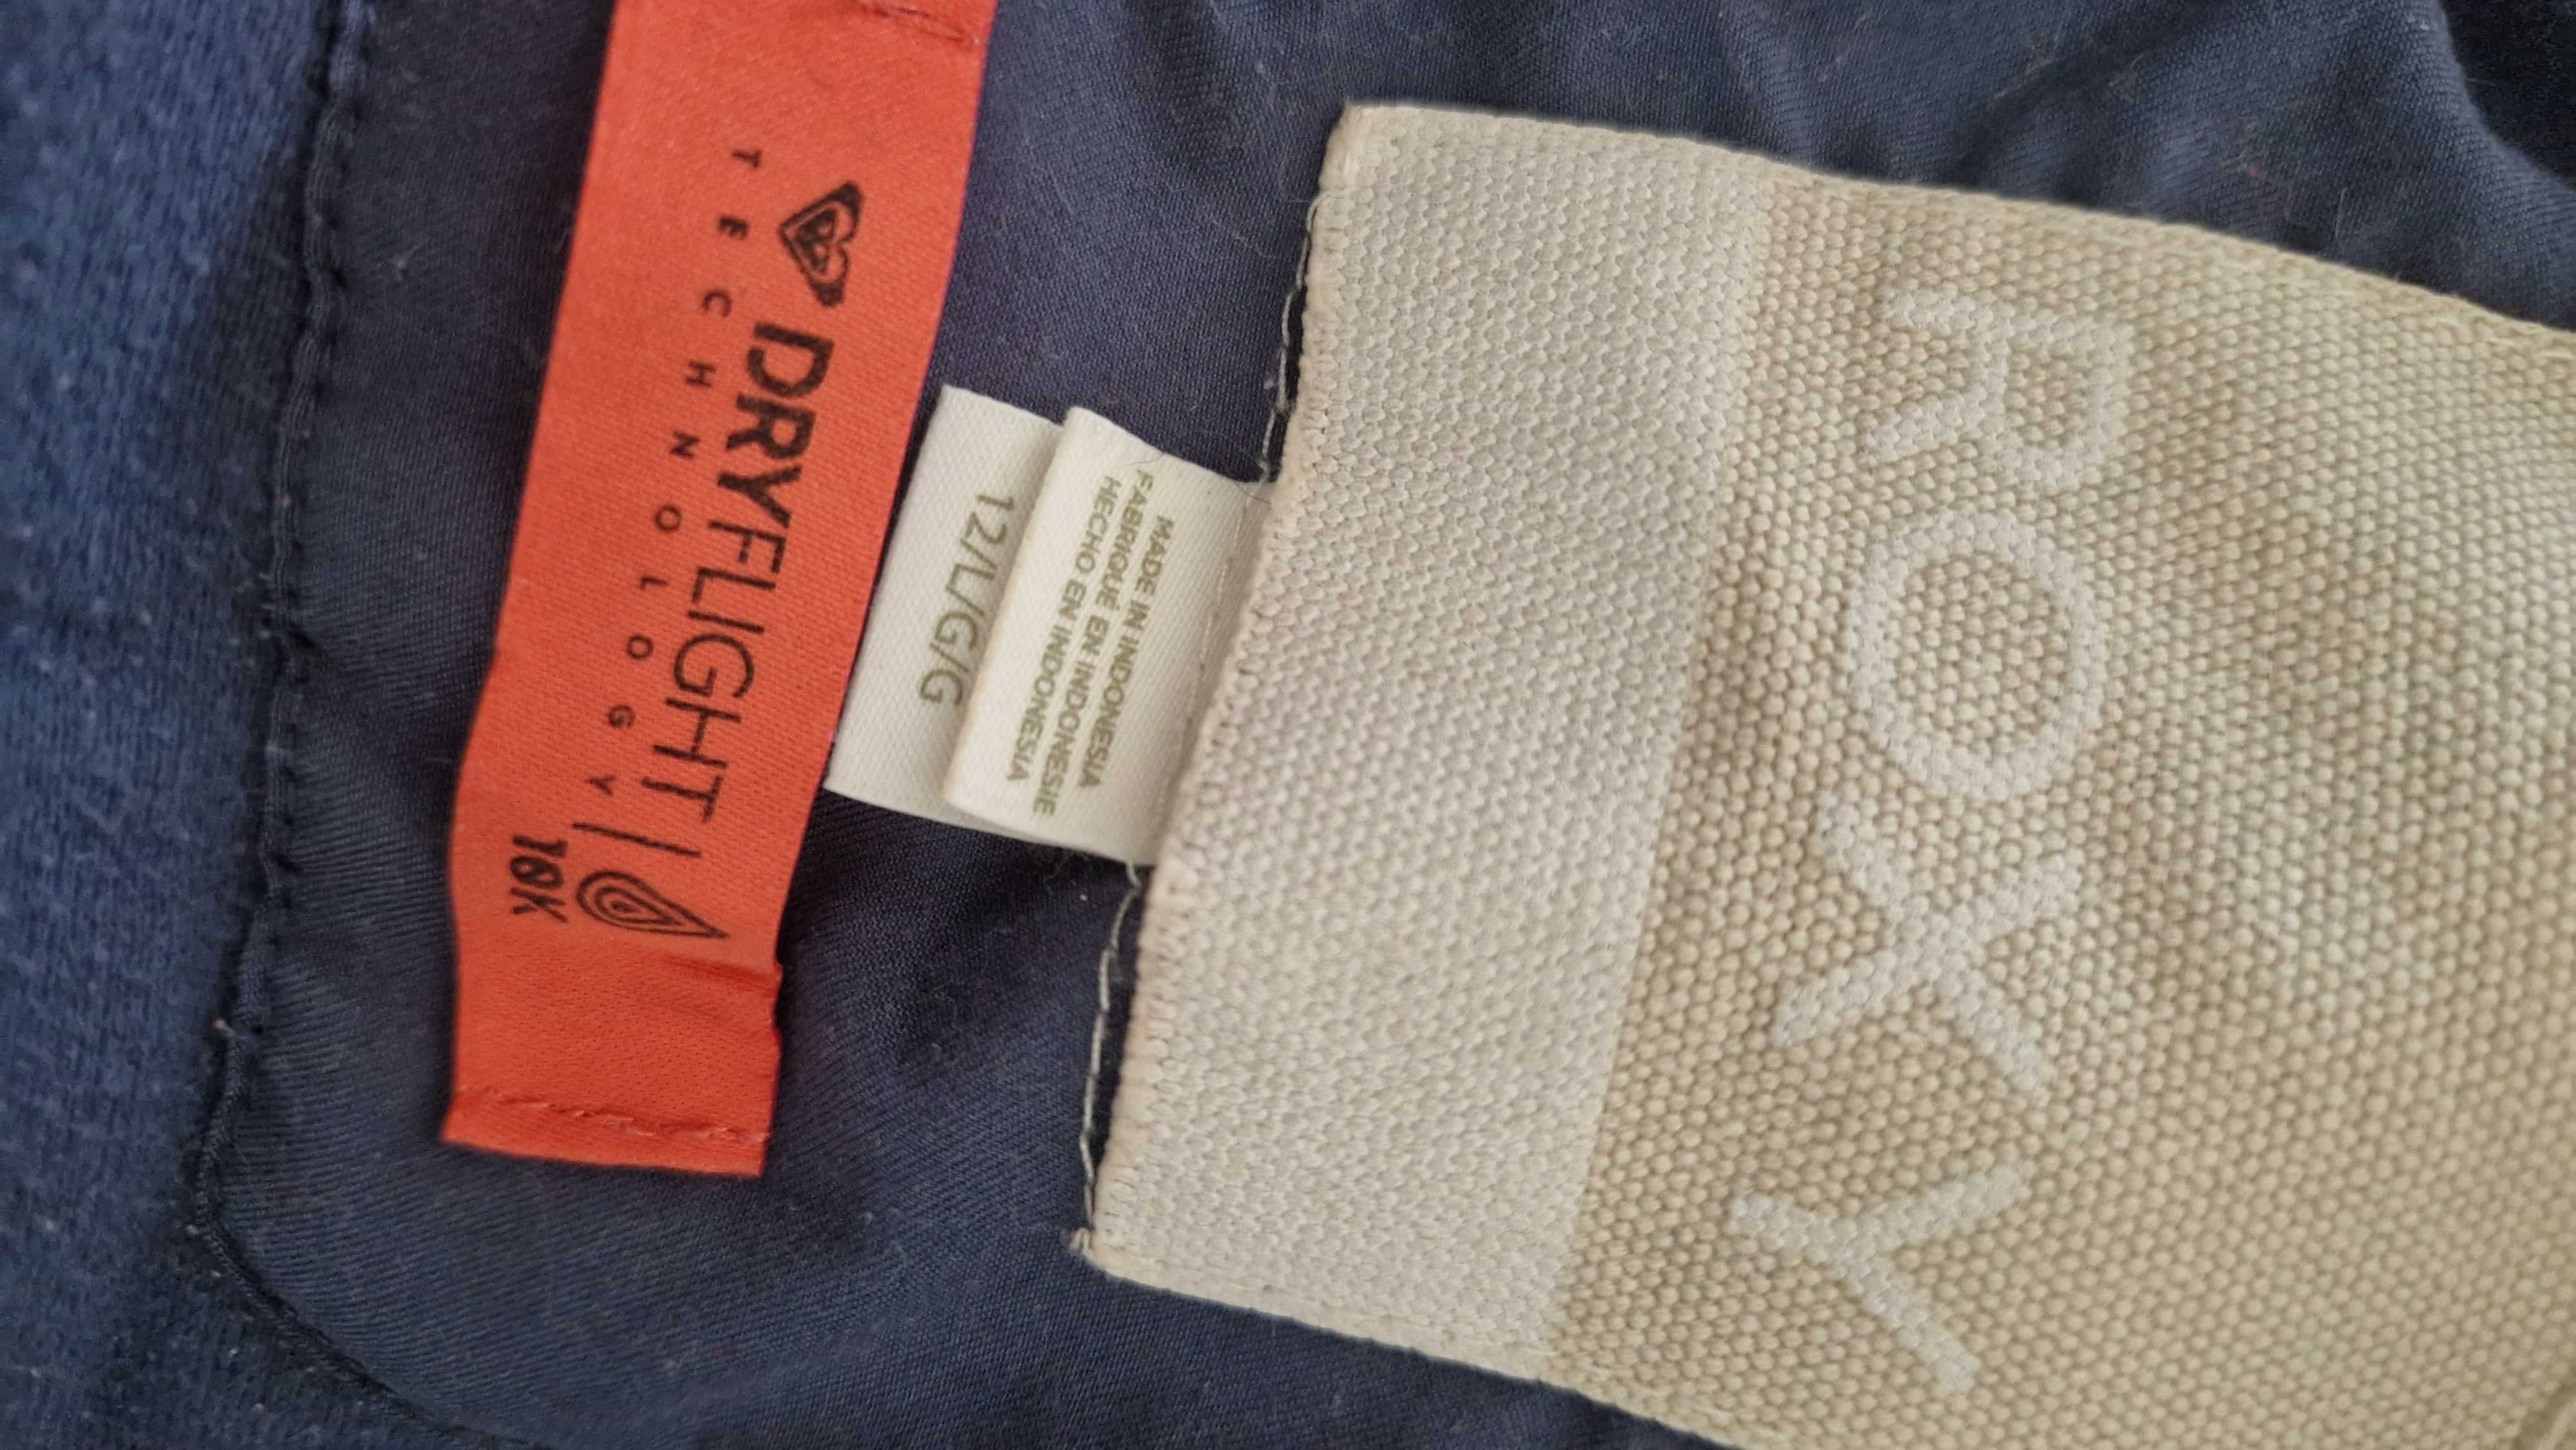 ROXY
MADE IN INDONESIA
FABRIQUÉ EN INDONESIE
HECHO EN INDONESIA
12/L/G/G
DRYFLIGHT
TECHNOLOGY
10K